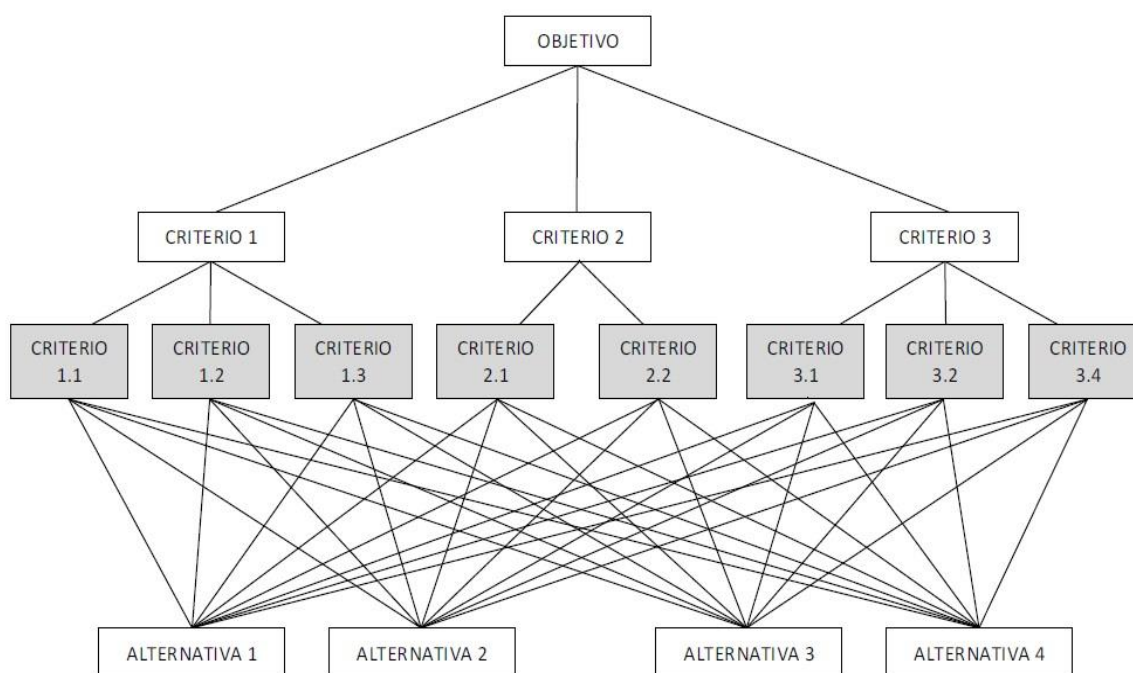 OBJETIVO
CRITERIO 1
CRITERIO 2
CRITERIO 3
CRITERIO
1.1
CRITERIO
1.2
CRITERIO
1.3
CRITERIO
2.1
CRITERIO
2.2
CRITERIO
3.1
CRITERIO
3.2
CRITERIO
3.4
ALTERNATIVA 1
ALTERNATIVA 2
ALTERNATIVA 3
ALTERNATIVA 4